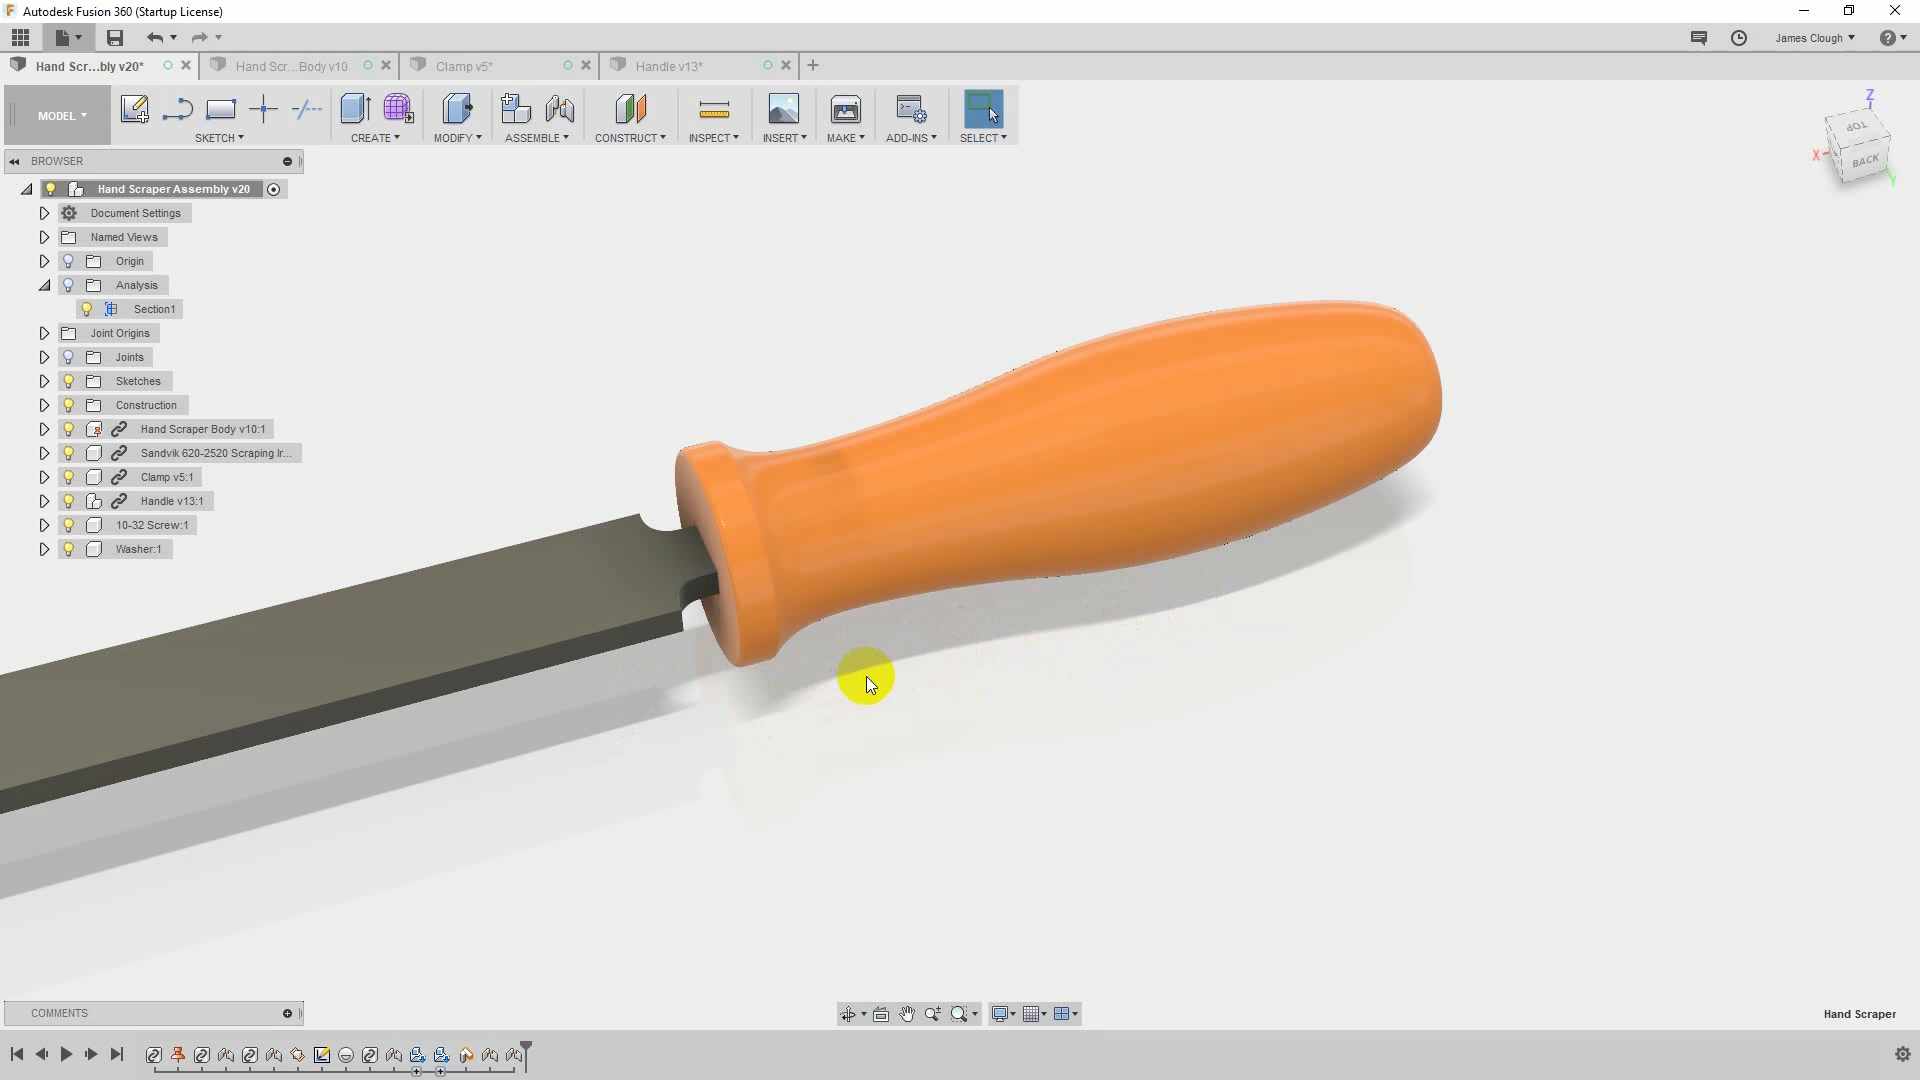 Autodesk Fusion 360 (Startup License)
James Clough
Hand Scr...bly v20*
Hand Scr...Body v10
Clamp v5*
Handle v13*
MODEL
SKETCH
CREATE
MODIFY
ASSEMBLE
CONSTRUCT
INSPECT
INSERT
MAKE
ADD-INS
SELECT
Z
TOP
X
BACK
Y
BROWSER
Hand Scraper Assembly v20
Document Settings
Named Views
Origin
Analysis
Section1
Joint Origins
Joints
Sketches
Construction
Hand Scraper Body v10:1
Sandvik 620-2520 Scraping Ir...
Clamp v5:1
Handle v13:1
10-32 Screw:1
Washer:1
COMMENTS
Hand Scraper